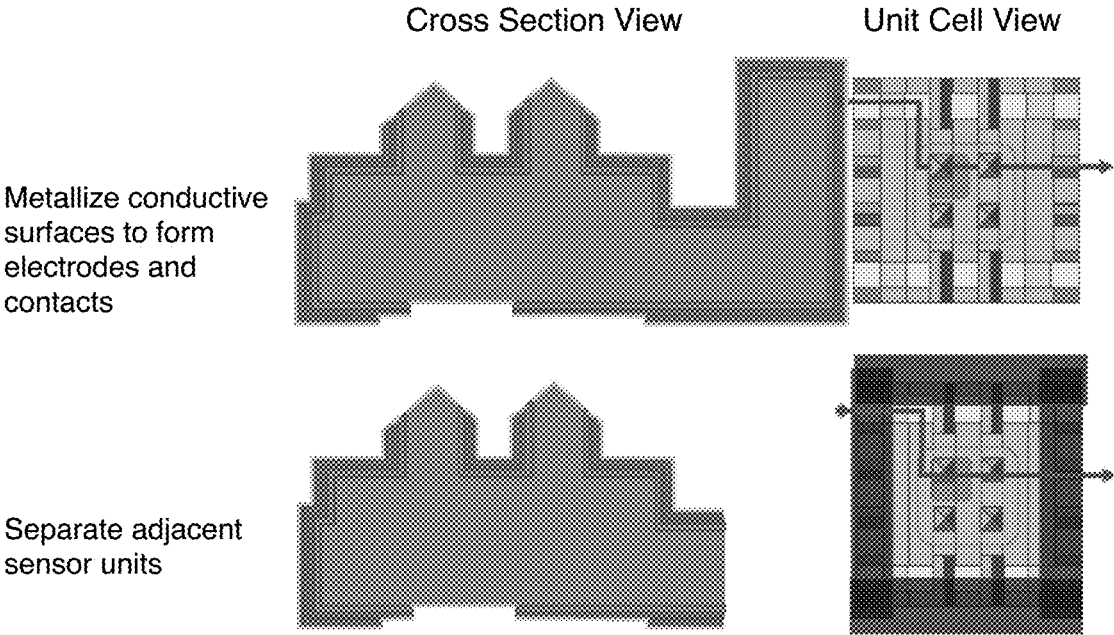 Cross Section View
Unit Cell View
Metallize conductive
surfaces to form
electrodes and
contacts
Separate adjacent
sensor units